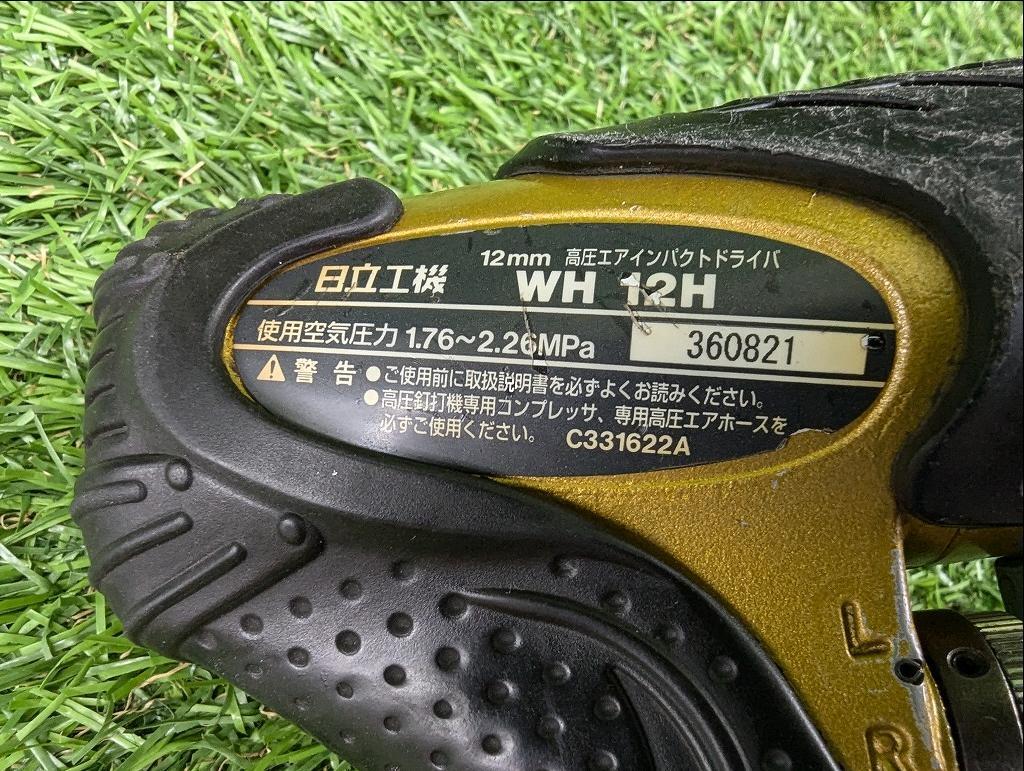 12mm 高圧エアインパクトドライバ
日立工機 WH 12H
使用空気圧力 1.76～2.26MPa 360821
警告 ●ご使用前に取扱説明書を必ずよくお読みください。
●高圧釘打機専用コンプレッサ、専用高圧エアホースを
必ずご使用ください。 C331622A
L
R